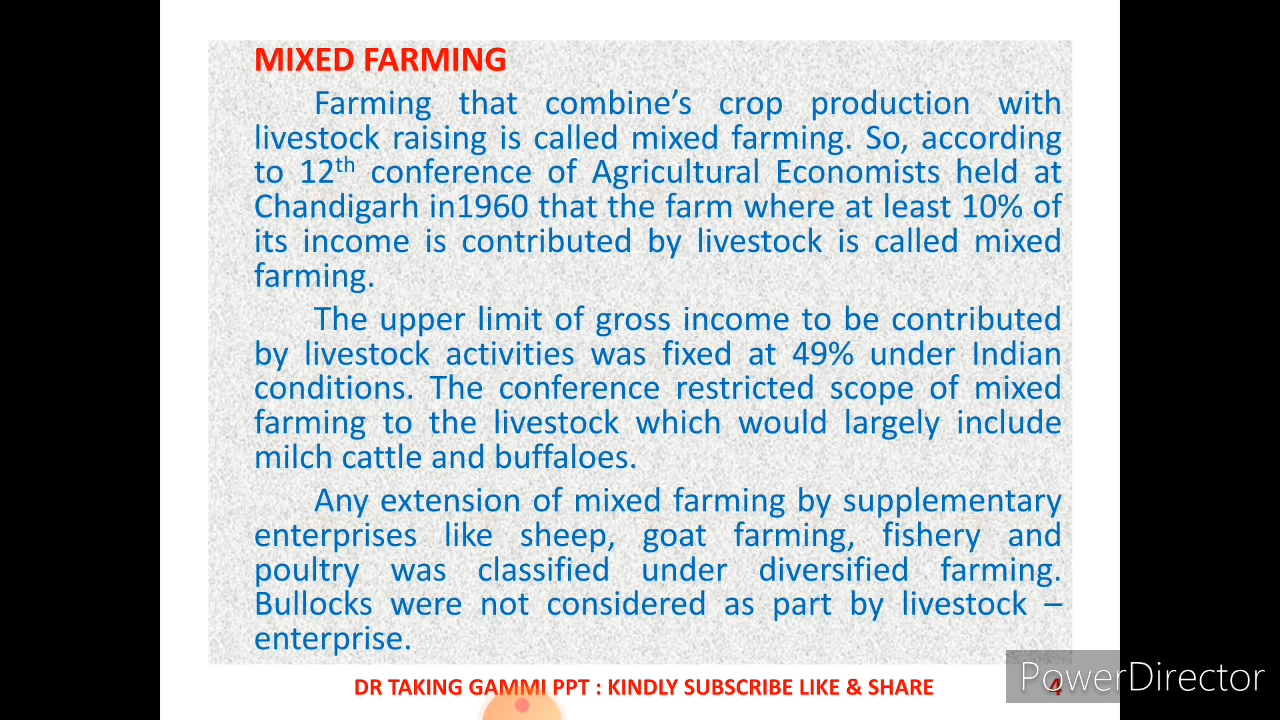 MIXED FARMING
Farming that combine’s crop production with
livestock raising is called mixed farming. So, according
to 12th conference of Agricultural Economists held at
Chandigarh in1960 that the farm where at least 10% of
its income is contributed by livestock is called mixed
farming.
The upper limit of gross income to be contributed
by livestock activities was fixed at 49% under Indian
conditions. The conference restricted scope of mixed
farming to the livestock which would largely include
milch cattle and buffaloes.
Any extension of mixed farming by supplementary
enterprises like sheep, goat farming, fishery and
poultry was classified under diversified farming.
Bullocks were not considered as part by livestock –
enterprise.
DR TAKING GAMMI PPT : KINDLY SUBSCRIBE LIKE & SHARE
4
PowerDirector